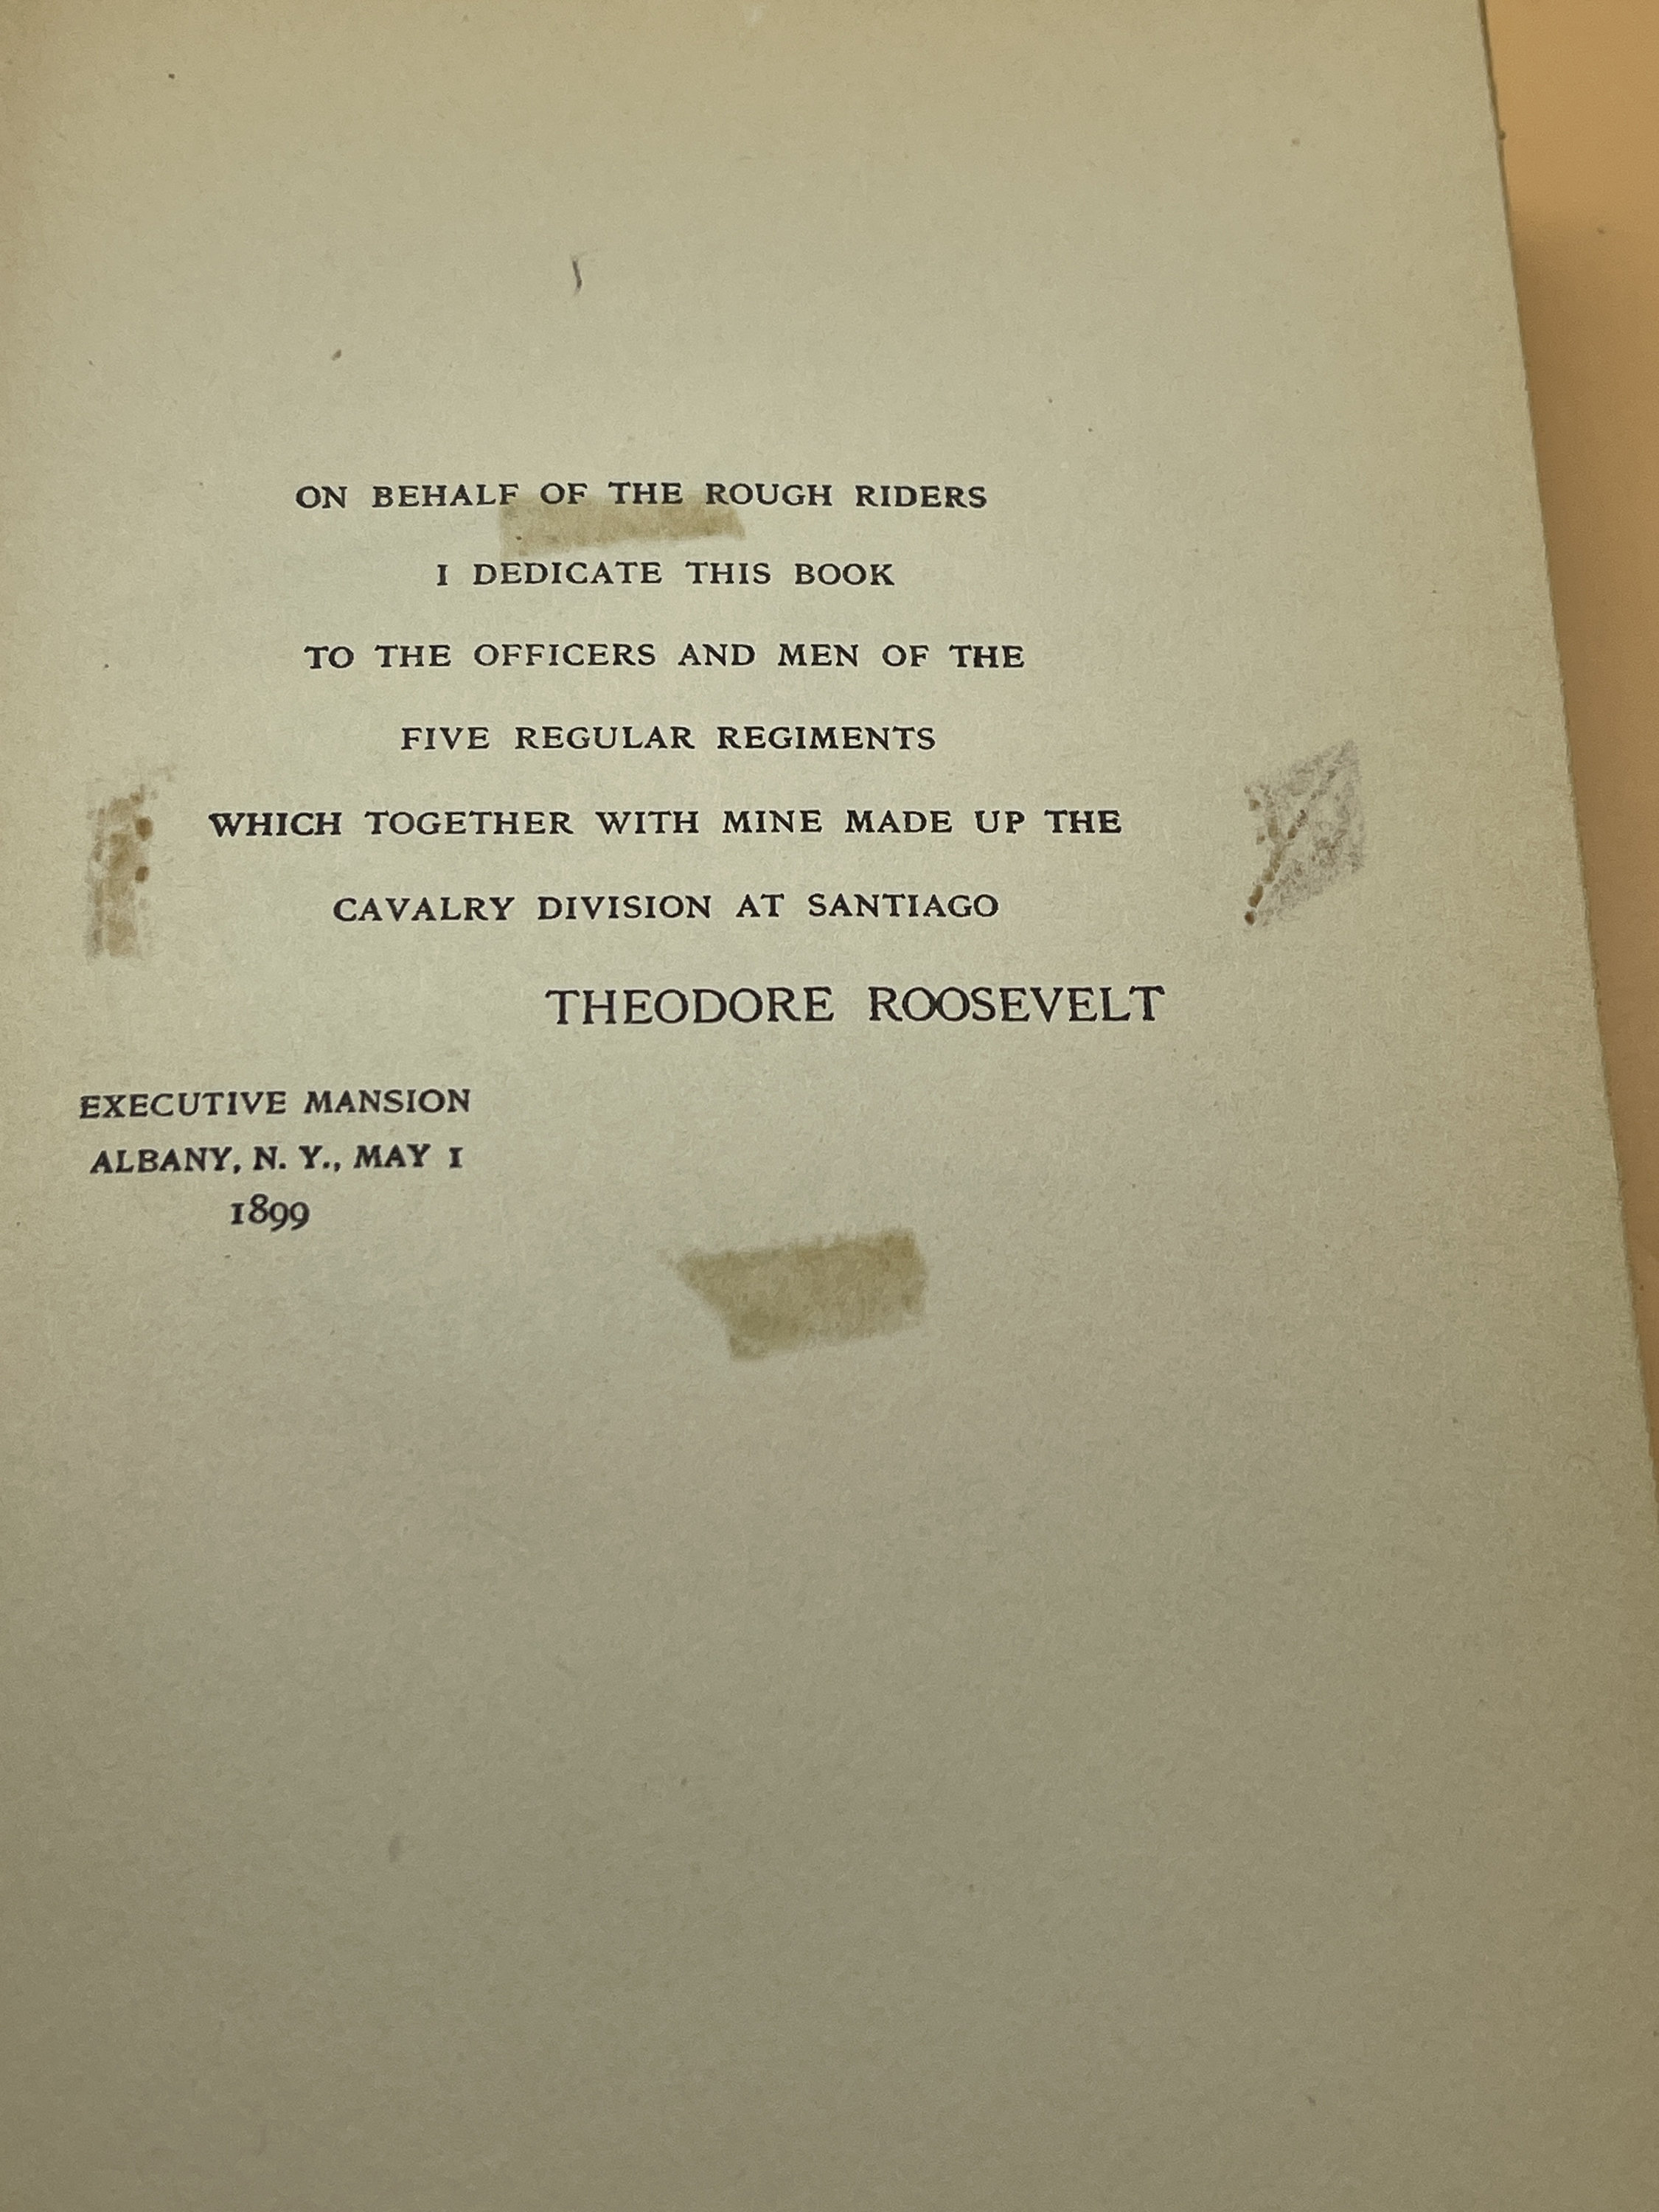 ON BEHALF OF THE ROUGH RIDERS
I DEDICATE THIS BOOK
TO THE OFFICERS AND MEN OF THE
FIVE REGULAR REGIMENTS
WHICH TOGETHER WITH MINE MADE UP THE
CAVALRY DIVISION AT SANTIAGO
THEODORE ROOSEVELT
EXECUTIVE MANSION
ALBANY, N. Y., MAY 1
1899